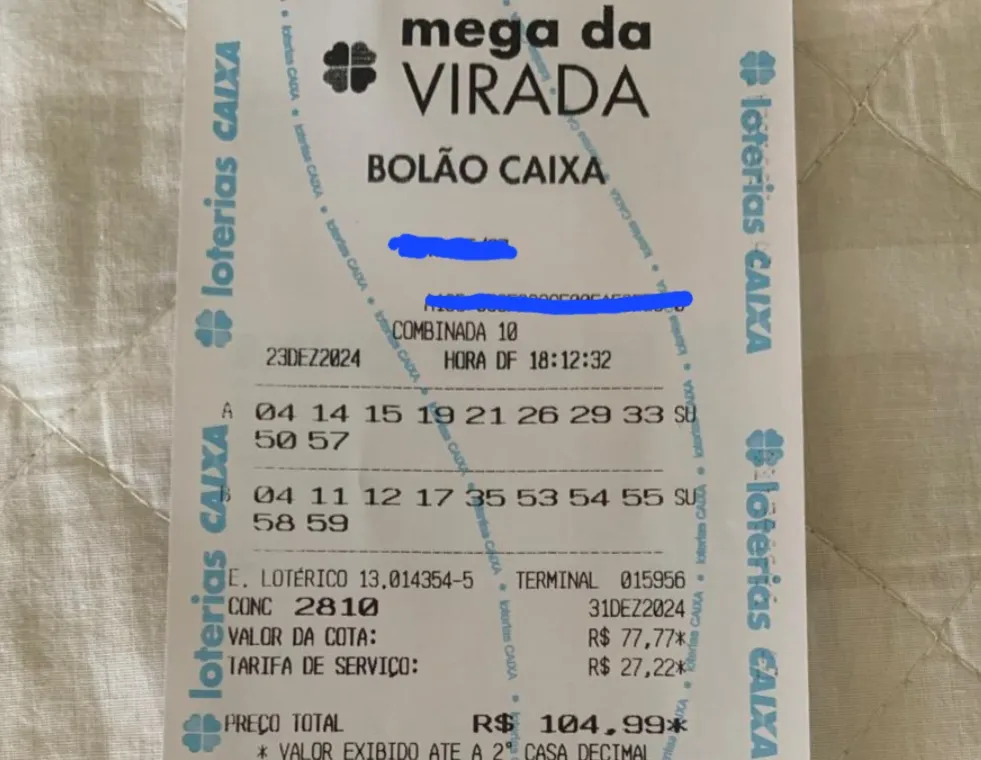 mega da
VIRADA
BOLÃO CAIXA
COMBINADA 10
23DEZ2024 HORA DF 18:12:32
A 04 14 15 19 21 26 29 33 SU
50 57
B 04 11 12 17 35 53 54 55 SU
58 59
E. LOTÉRICO 13.014354-5 TERMINAL 015956
CONC 2810 31DEZ2024
VALOR DA COTA: R$ 77,77*
TARIFA DE SERVIÇO: R$ 27,22*
PREÇO TOTAL R$ 104,99*
* VALOR EXIBIDO ATE A 2ª CASA DECIMAL
loterias CAIXA
loterias CAIXA
loterias CAIXA
loterias CAIXA